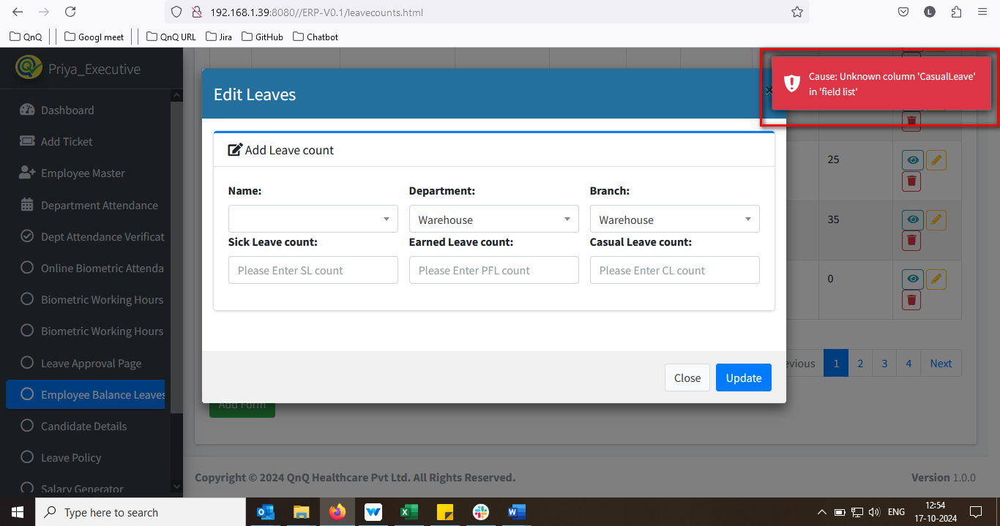 192.168.1.39:8080//ERP-V0.1/leavecounts.html
L
QnQ
Googl meet
QnQ URL
Jira
GitHub
Chatbot
Priya_Executive
Dashboard
Add Ticket
Employee Master
Department Attendance
Dept Attendance Verificat
Online Biometric Attenda
Biometric Working Hours
Biometric Working Hours
Leave Approval Page
Employee Balance Leaves
Candidate Details
Leave Policy
Salary Generator
Cause: Unknown column 'CasualLeave'
in 'field list'
Edit Leaves
Add Leave count
Name:
Department:
Branch:
Warehouse
Warehouse
Sick Leave count:
Earned Leave count:
Casual Leave count:
Please Enter SL count
Please Enter PFL count
Please Enter CL count
Close
Update
25
35
0
evious
1
2
3
4
Next
Add Form
Copyright © 2024 QnQ Healthcare Pvt Ltd. All Rights Reserved.
Version 1.0.0
Type here to search
ENG
12:54
17-10-2024